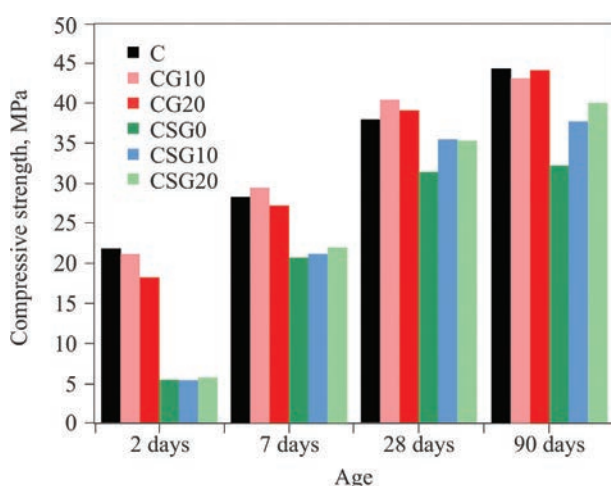 50
45
40
35
30
25
20
15
10
5
0
Compressive strength, MPa
C
CG10
CG20
CSG0
CSG10
CSG20
2 days
7 days
28 days
90 days
Age